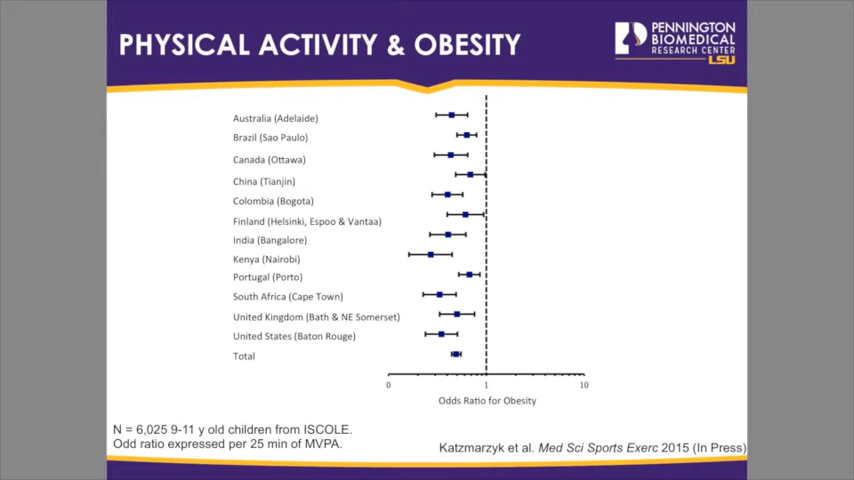 PHYSICAL ACTIVITY & OBESITY
PENNINGTON
BIOMEDICAL
RESEARCH CENTER
LSU
Australia (Adelaide)
Brazil (Sao Paulo)
Canada (Ottawa)
China (Tianjin)
Colombia (Bogota)
Finland (Helsinki, Espoo & Vantaa)
India (Bangalore)
Kenya (Nairobi)
Portugal (Porto)
South Africa (Cape Town)
United Kingdom (Bath & NE Somerset)
United States (Baton Rouge)
Total
0 1 10
Odds Ratio for Obesity
N = 6,025 9-11 y old children from ISCOLE.
Odd ratio expressed per 25 min of MVPA.
Katzmarzyk et al. Med Sci Sports Exerc 2015 (In Press)